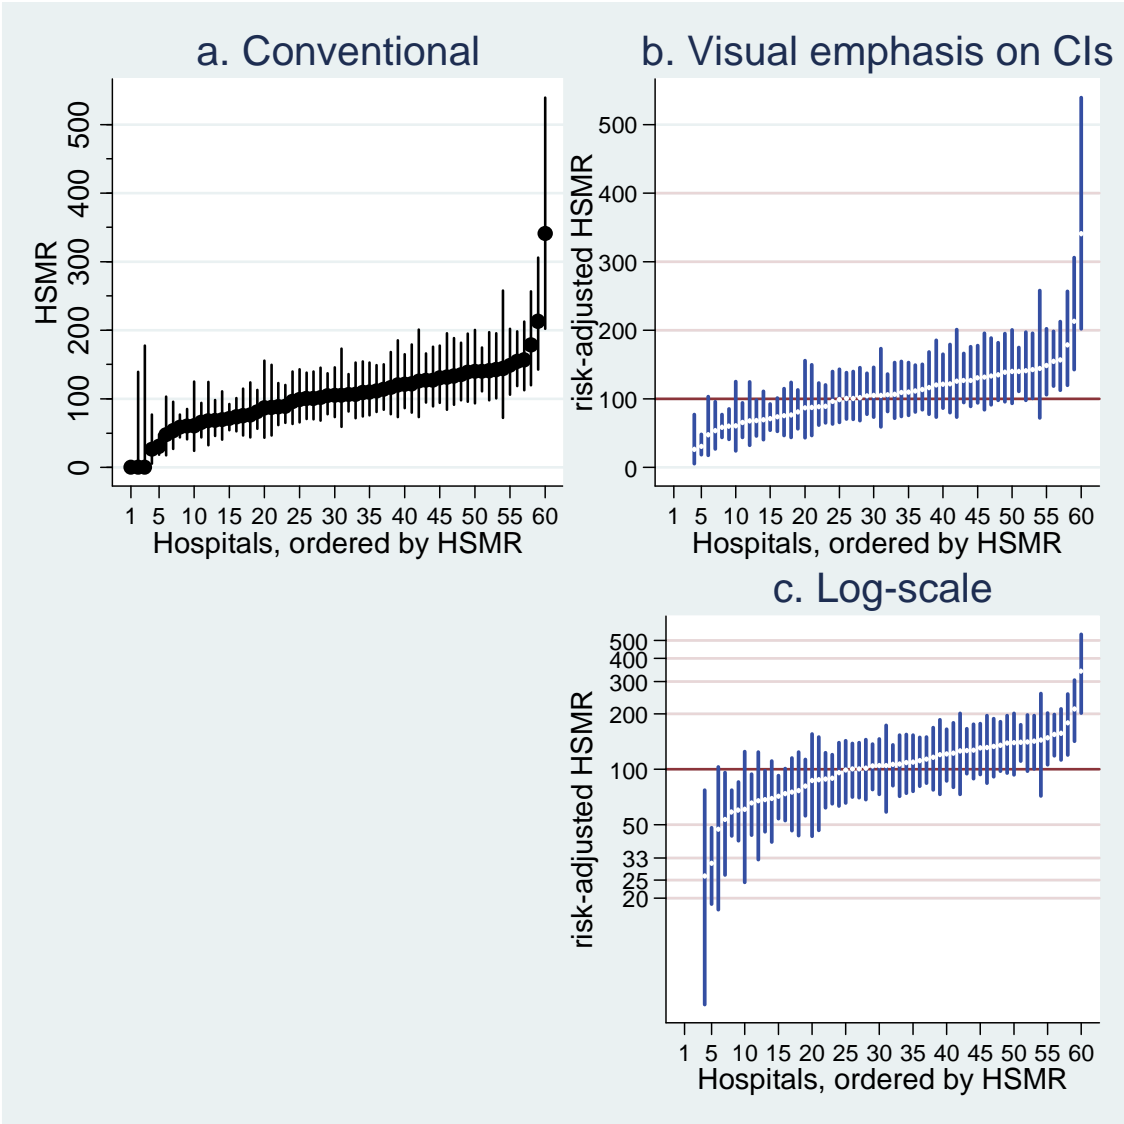 a. Conventional
HSMR
500
400
300
200
100
0
1 5 10 15 20 25 30 35 40 45 50 55 60
Hospitals, ordered by HSMR
b. Visual emphasis on CIs
risk-adjusted HSMR
500
400
300
200
100
0
1 5 10 15 20 25 30 35 40 45 50 55 60
Hospitals, ordered by HSMR
c. Log-scale
risk-adjusted HSMR
500
400
300
200
100
50
33
25
20
1 5 10 15 20 25 30 35 40 45 50 55 60
Hospitals, ordered by HSMR